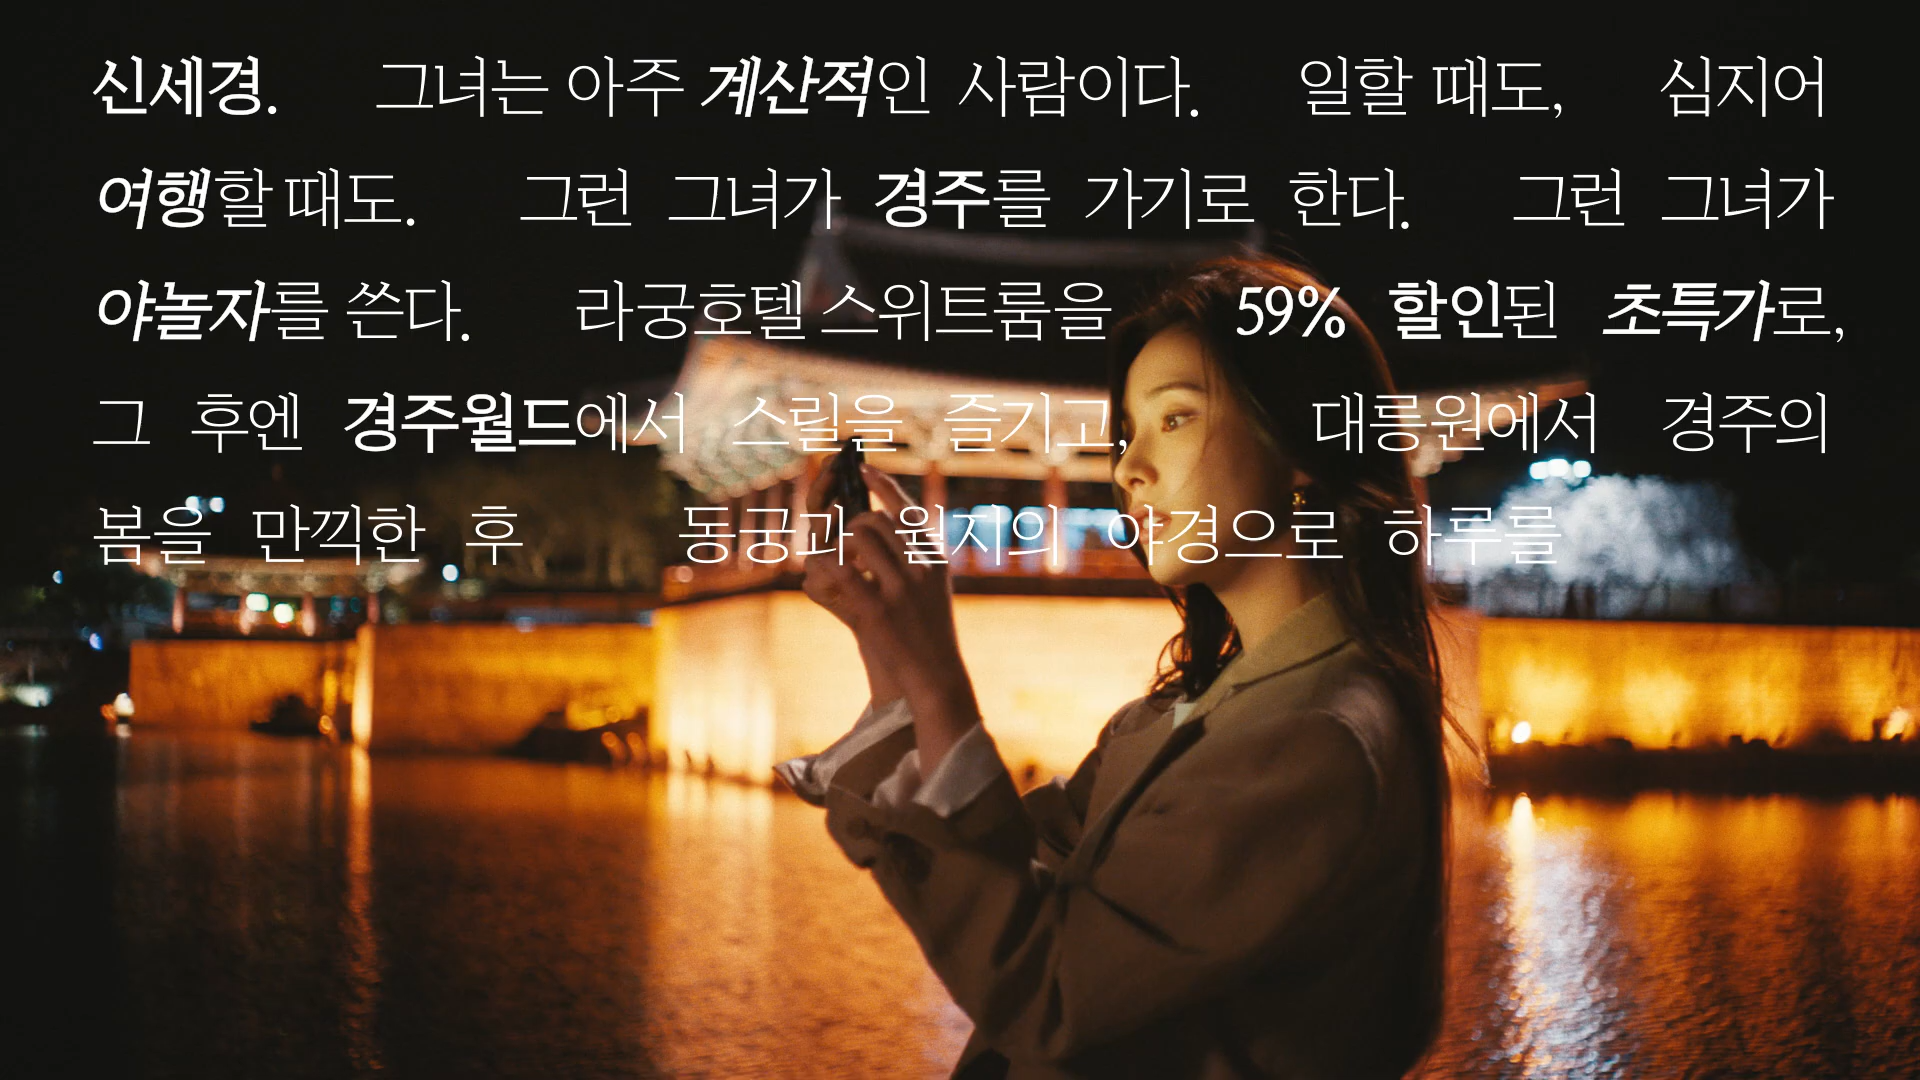 신세경. 그녀는 아주 계산적인 사람이다. 일할 때도, 심지어
여행할 때도. 그런 그녀가 경주를 가기로 한다. 그런 그녀가
야놀자를 쓴다. 라궁호텔 스위트룸을 59% 할인된 초특가로,
그 후엔 경주월드에서 스릴을 즐기고, 대릉원에서 경주의
봄을 만끽한 후 동궁과 월지의 야경으로 하루를